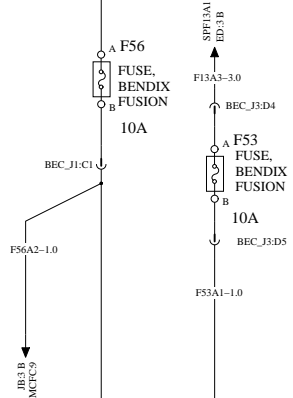 A F56
FUSE,
BENDIX
FUSION
B
10A
BEC_J1:C1
F56A2–1.0
JB:3 B
MCFC:9
SPF13A1
ED:3 B
F13A3–3.0
BEC_J3:D4
A F53
FUSE,
BENDIX
FUSION
B
10A
BEC_J3:D5
F53A1–1.0